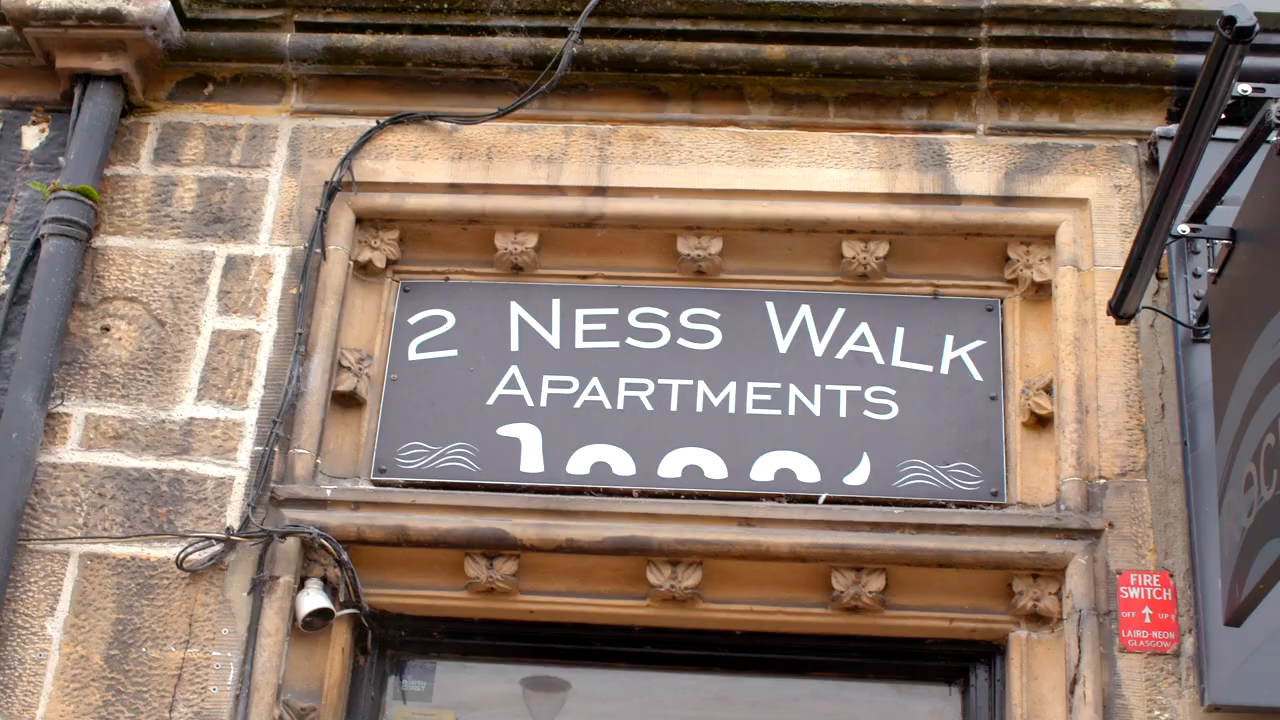 2 NESS WALK
APARTMENTS
FIRE
SWITCH
OFF UP
LAIRD-NEON
GLASGOW